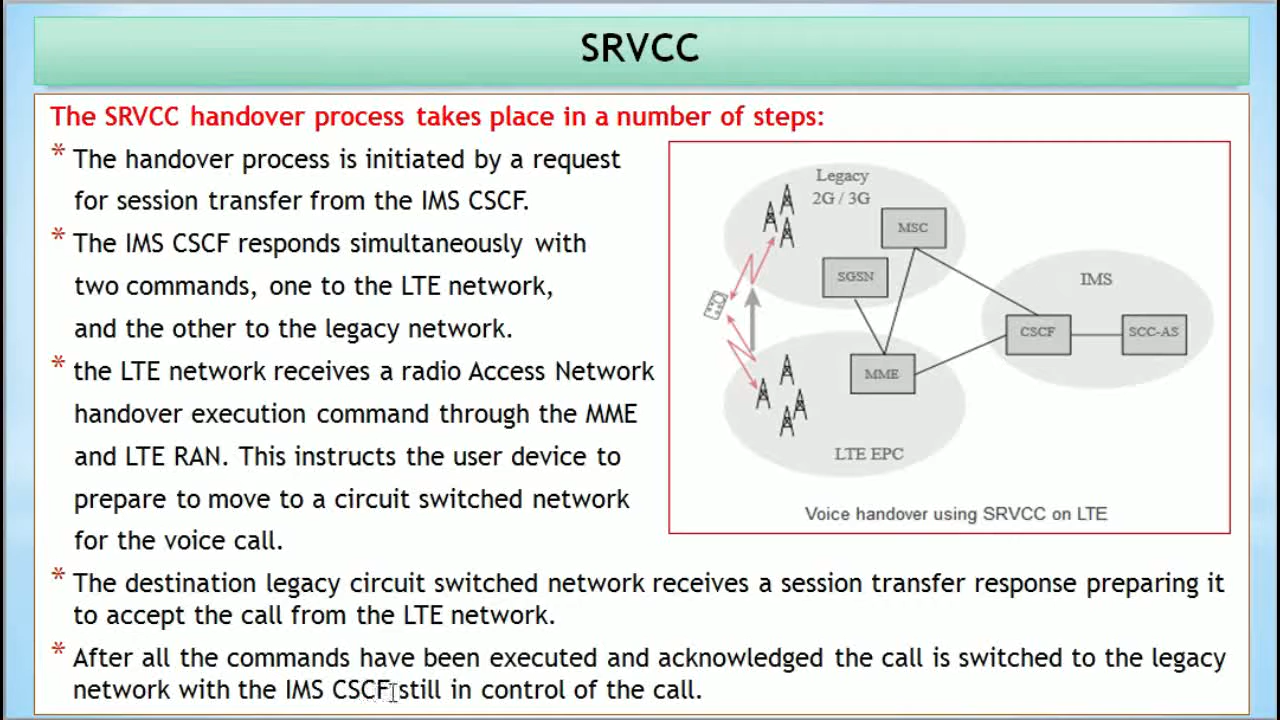 SRVCC
The SRVCC handover process takes place in a number of steps:
* The handover process is initiated by a request
for session transfer from the IMS CSCF.
* The IMS CSCF responds simultaneously with
two commands, one to the LTE network,
and the other to the legacy network.
* the LTE network receives a radio Access Network
handover execution command through the MME
and LTE RAN. This instructs the user device to
prepare to move to a circuit switched network
for the voice call.
* The destination legacy circuit switched network receives a session transfer response preparing it
to accept the call from the LTE network.
* After all the commands have been executed and acknowledged the call is switched to the legacy
network with the IMS CSCF still in control of the call.
Legacy
2G / 3G
MSC
SGSN
IMS
CSCF
SCC-AS
MME
LTE EPC
Voice handover using SRVCC on LTE